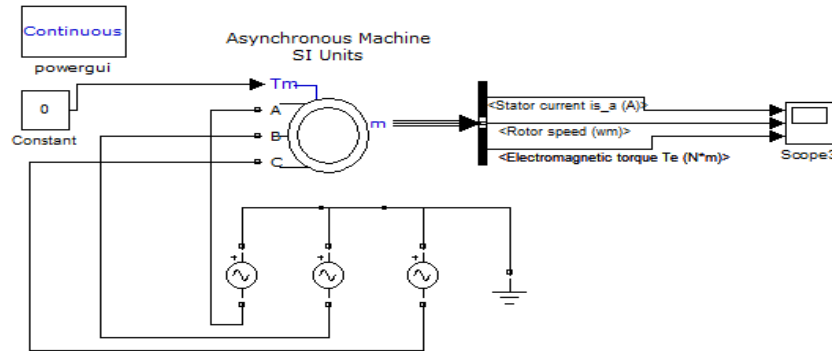 Continuous
powergui
Asynchronous Machine
SI Units
Tm
0
Constant
A
B
C
m
<Stator current is_a (A)>
<Rotor speed (wm)>
<Electromagnetic torque Te (N*m)>
Scope3
+
+
+